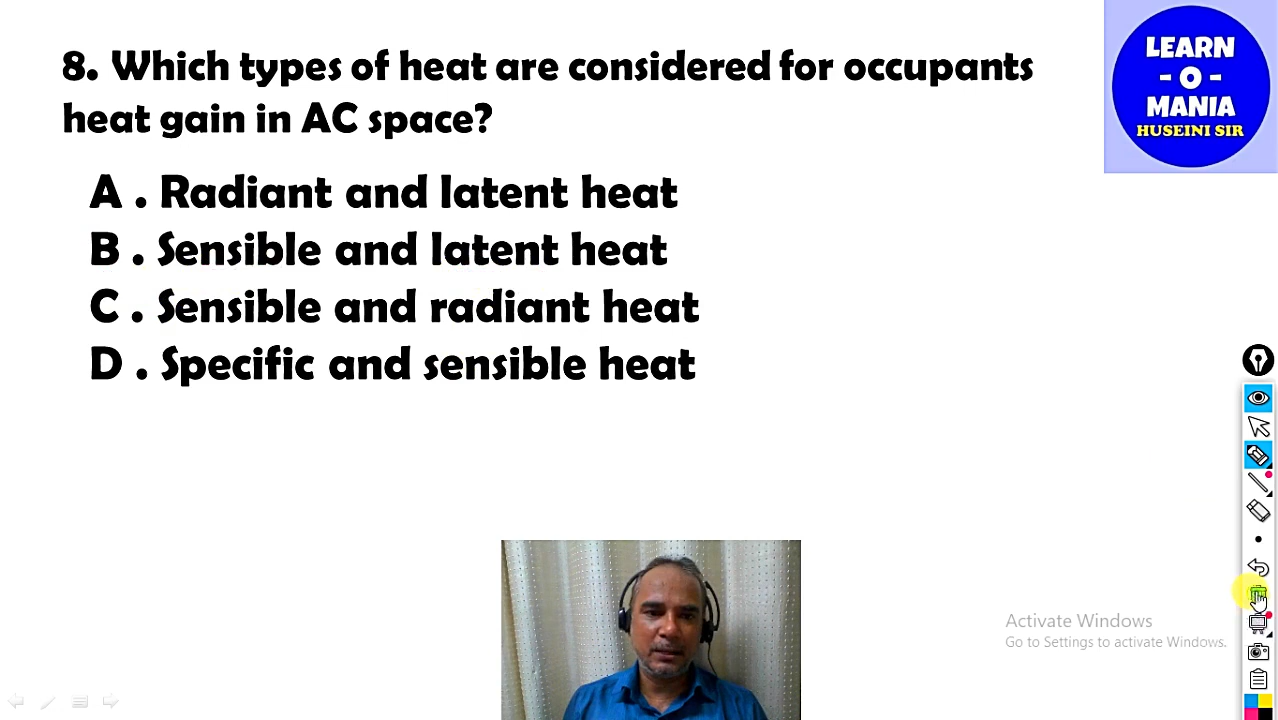 8. Which types of heat are considered for occupants
heat gain in AC space?
A . Radiant and latent heat
B . Sensible and latent heat
C . Sensible and radiant heat
D . Specific and sensible heat
LEARN
- O -
MANIA
HUSEINI SIR
Activate Windows
Go to Settings to activate Windows.